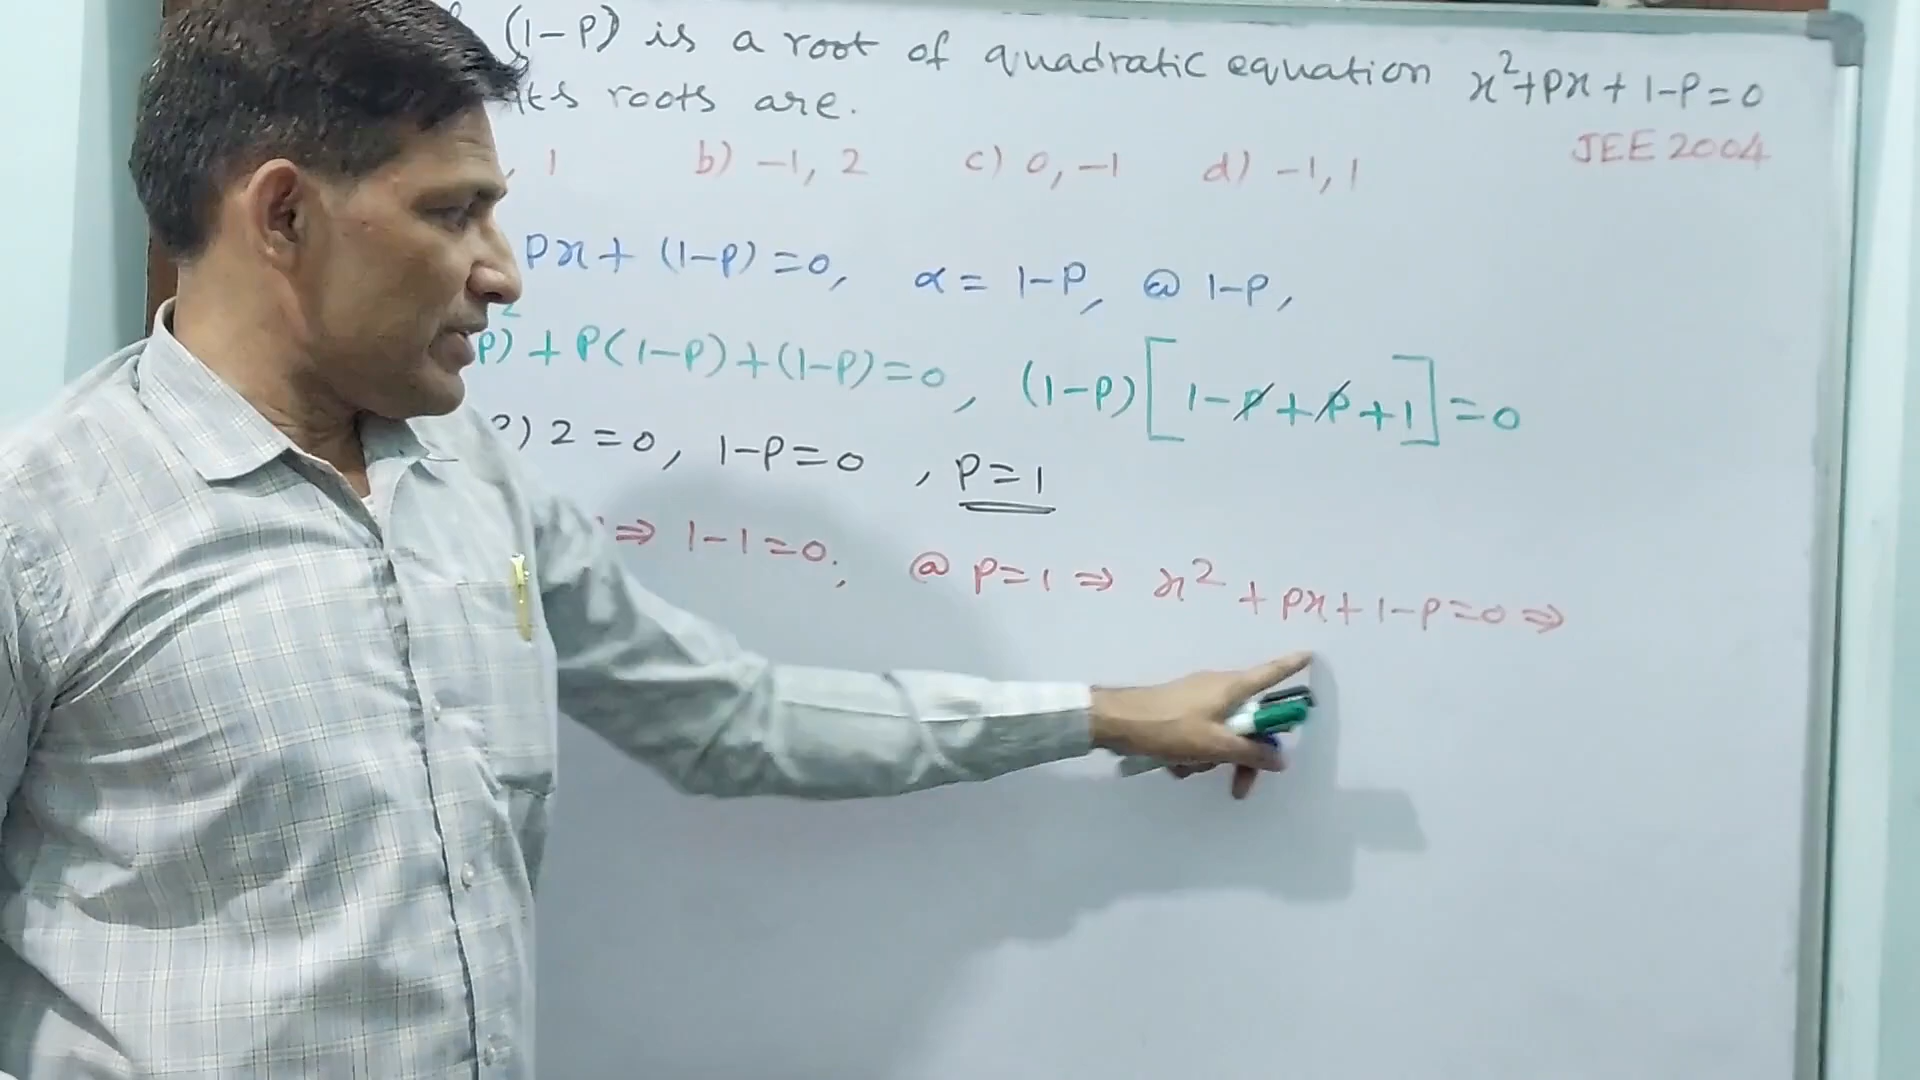 (1-P) is a root of quadratic equation x²+px+1-P=0
its roots are.
, 1 b) -1, 2 c) 0, -1 d) -1, 1 JEE 2004
px + (1-p) = 0, α = 1-P, @ 1-P,
p)² + P(1-P) + (1-P) = 0, (1-P)[1-p+p+1] = 0
) 2 = 0, 1-P = 0, P = 1
⇒ 1-1=0; @ p=1 ⇒ x² + px + 1-p=0 ⇒